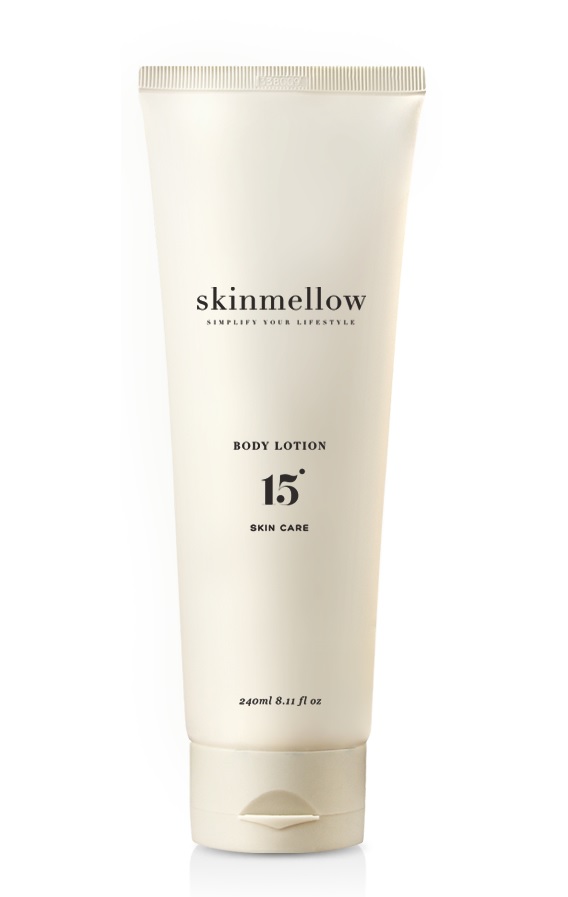 skinmellow
SIMPLIFY YOUR LIFESTYLE
BODY LOTION
15°
SKIN CARE
240ml 8.11 fl oz